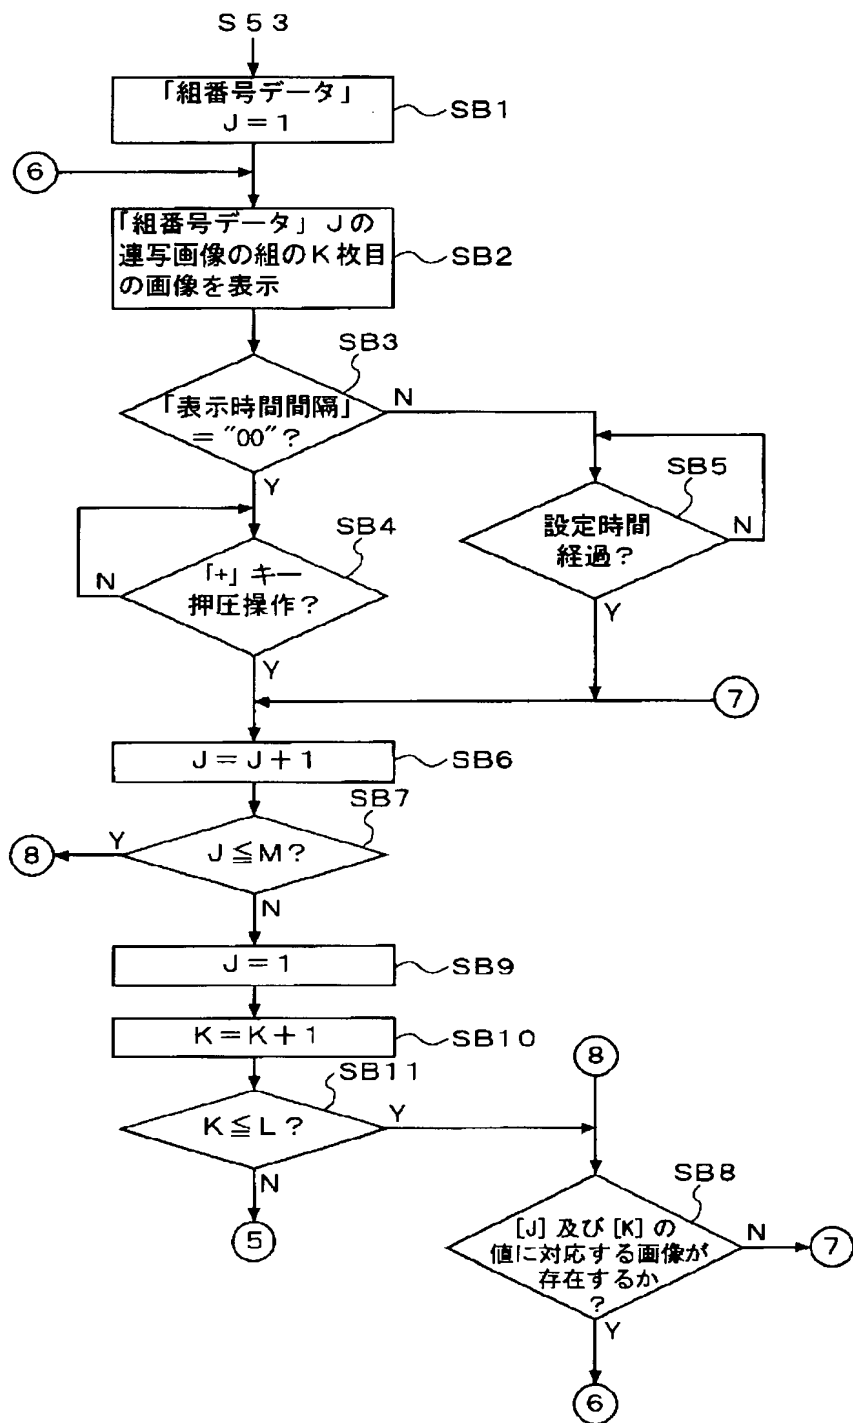 S53
「組番号データ」
J=1
SB1
⑥
「組番号データ」Jの
連写画像の組のK枚目
の画像を表示
SB2
SB3
「表示時間間隔」
="00"?
N
Y
SB5
設定時間
経過?
N
Y
SB4
「+」キー
押圧操作?
N
Y
⑦
J=J+1
SB6
SB7
J≦M?
Y
⑧
N
J=1
SB9
K=K+1
SB10
SB11
K≦L?
Y
N
⑤
⑧
SB8
[J]及び[K]の
値に対応する画像が
存在するか
?
N
⑦
Y
⑥